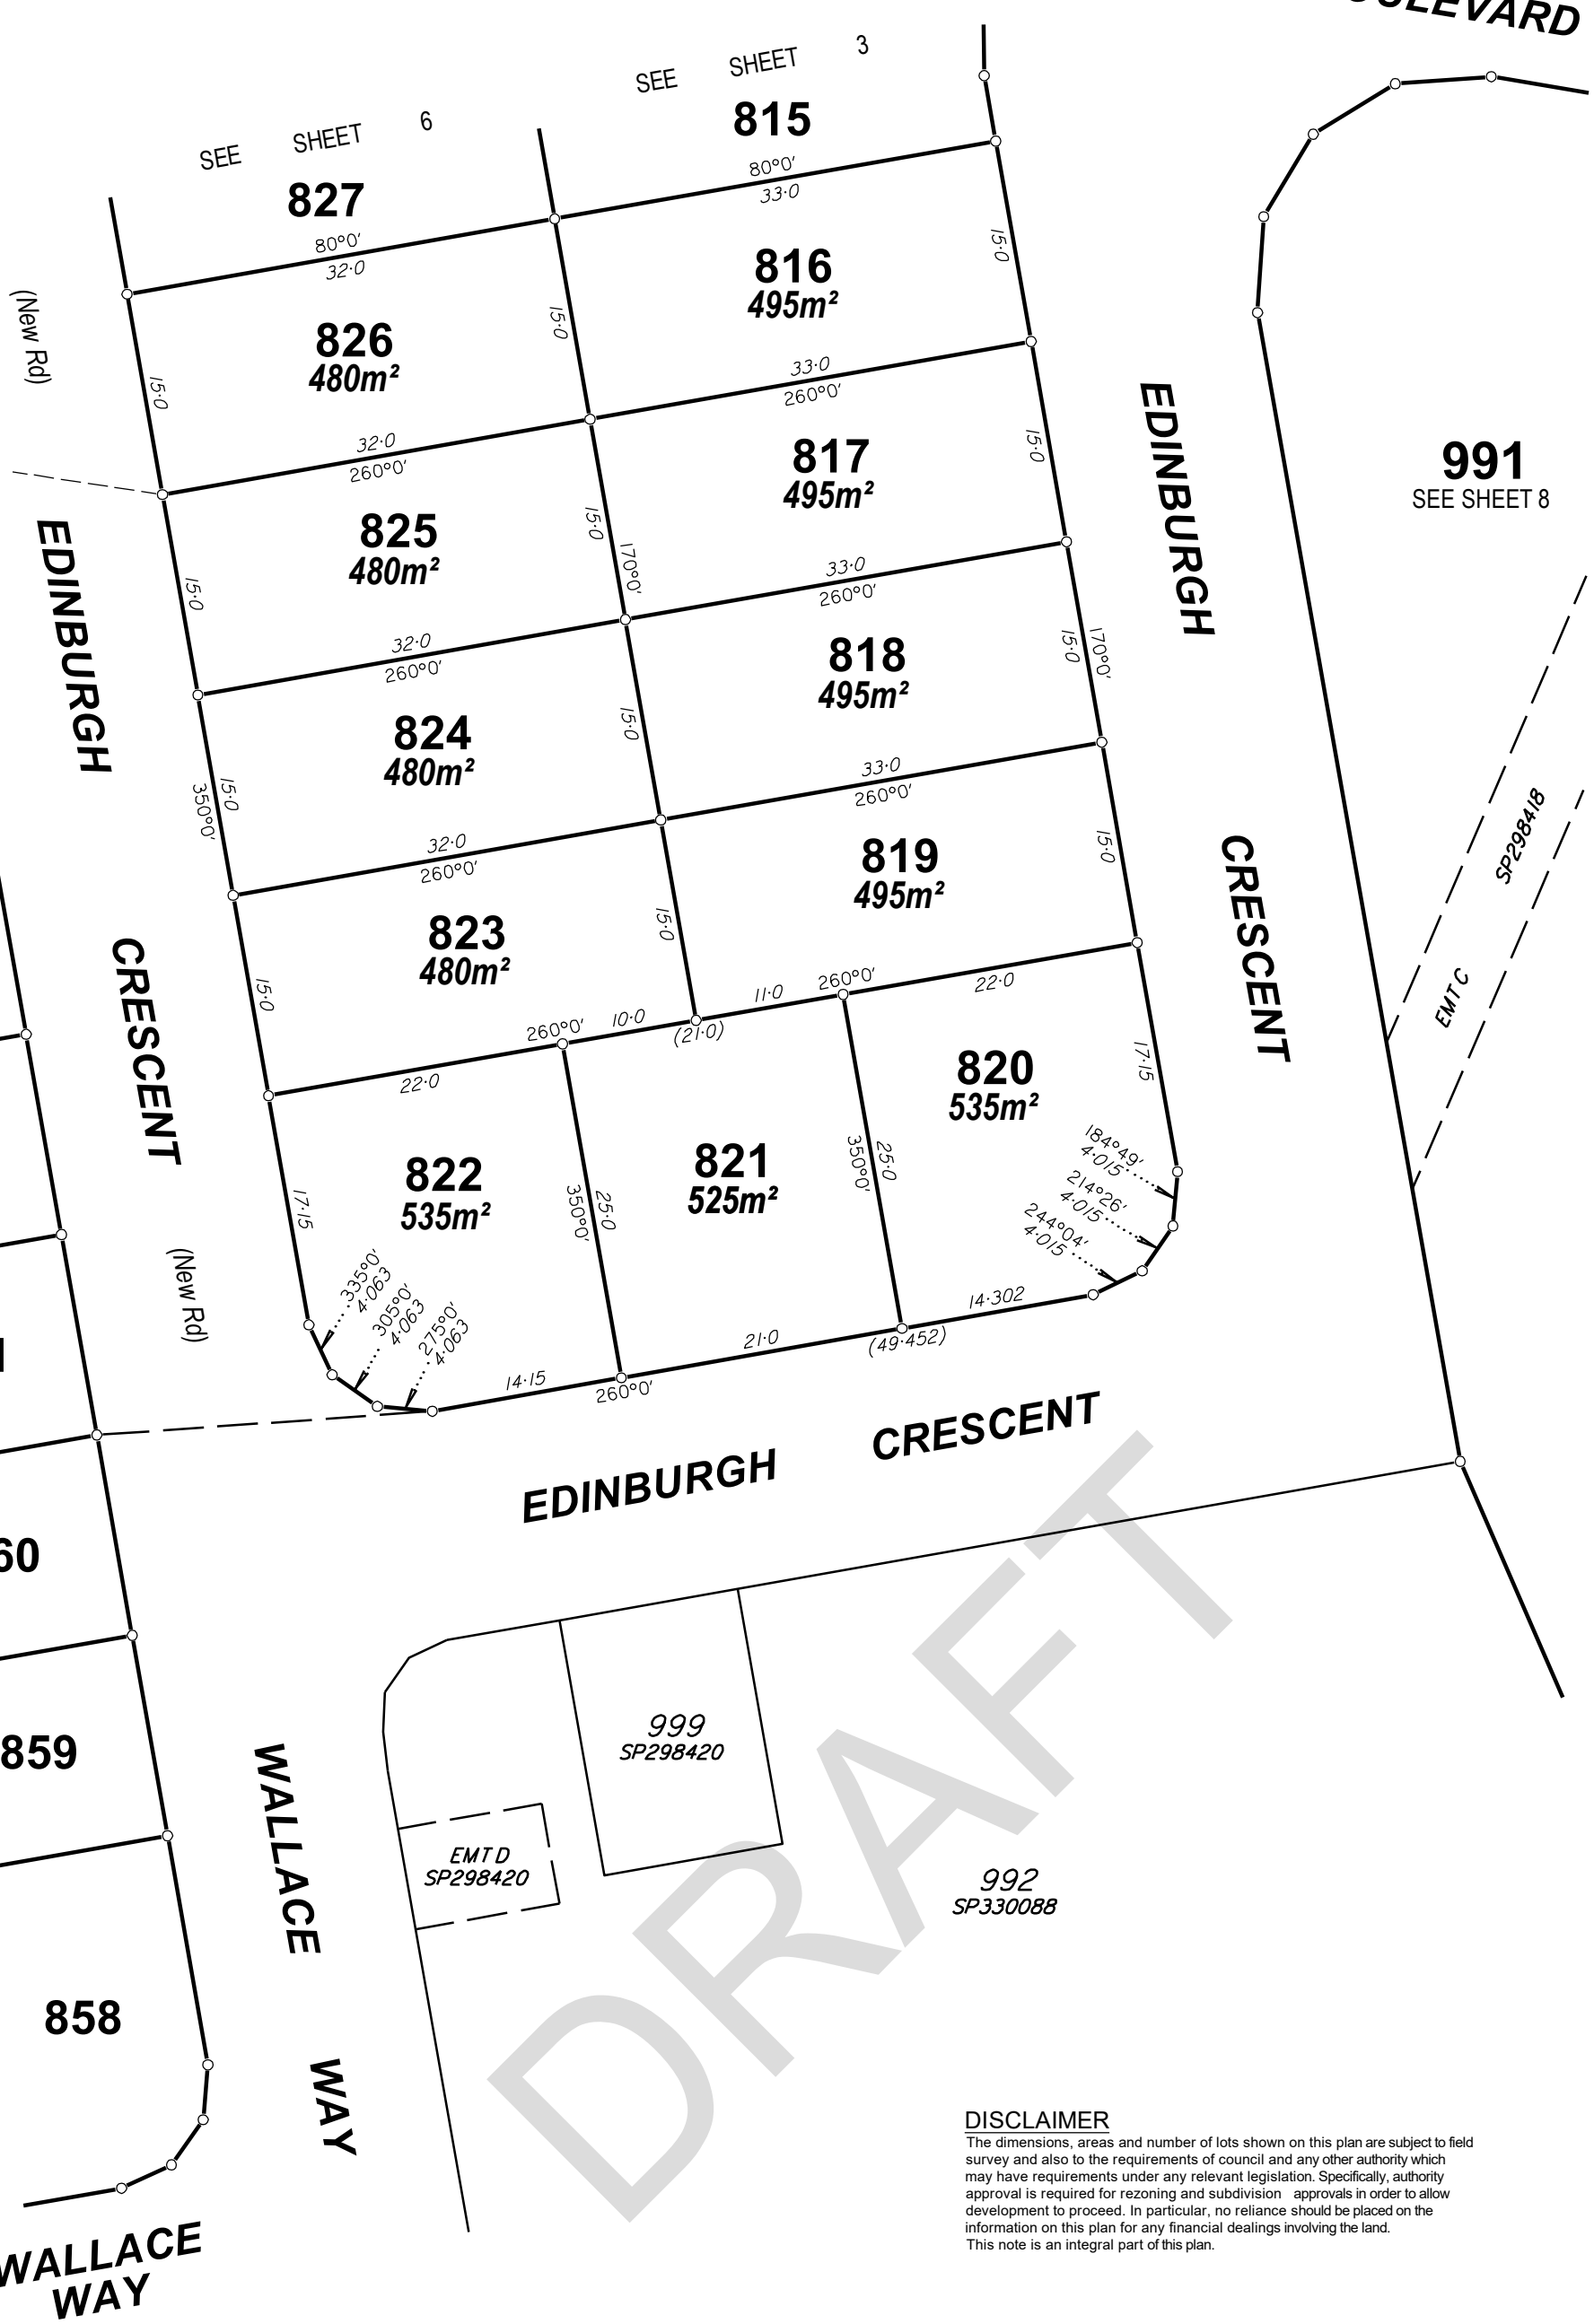 SEE SHEET 3
815
SEE SHEET 6
827
80°0'
33·0
80°0'
32·0
15·0
816
495m²
15·0
826
480m²
15·0
(New Rd)
33·0
260°0'
32·0
260°0'
EDINBURGH
991
SEE SHEET 8
817
495m²
15·0
825
480m²
15·0
170°0'
15·0
EDINBURGH
33·0
260°0'
32·0
260°0'
818
495m²
15·0
170°0'
824
480m²
15·0
15·0
350°0'
33·0
260°0'
32·0
260°0'
SP298418
EMT C
819
495m²
15·0
CRESCENT
823
480m²
15·0
15·0
CRESCENT
260°0'
11·0
22·0
260°0'
10·0
(21·0)
22·0
820
535m²
17·15
184°49'
4·015
214°26'
4·015
244°04'
4·015
821
525m²
350°0'
25·0
822
535m²
350°0'
25·0
17·15
(New Rd)
335°0'
4·063
305°0'
4·063
275°0'
4·063
14·302
21·0
(49·452)
14·15
260°0'
EDINBURGH CRESCENT
60
859
858
999
SP298420
EMT D
SP298420
992
SP330088
WALLACE WAY
WALLACE
WAY
DRAFT
DISCLAIMER
The dimensions, areas and number of lots shown on this plan are subject to field
survey and also to the requirements of council and any other authority which
may have requirements under any relevant legislation. Specifically, authority
approval is required for rezoning and subdivision approvals in order to allow
development to proceed. In particular, no reliance should be placed on the
information on this plan for any financial dealings involving the land.
This note is an integral part of this plan.